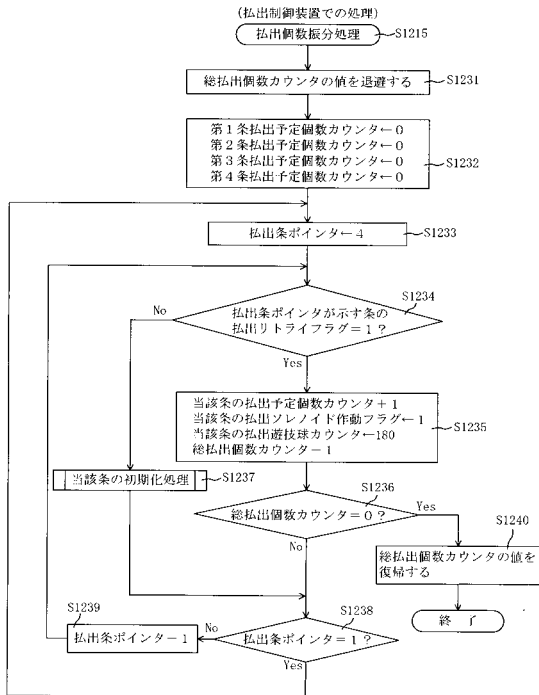 (払出制御装置での処理)
払出個数振分処理
S1215
総払出個数カウンタの値を退避する
S1231
第1条払出予定個数カウンタ←0
第2条払出予定個数カウンタ←0
第3条払出予定個数カウンタ←0
第4条払出予定個数カウンタ←0
S1232
払出条ポインタ←4
S1233
S1234
No
払出条ポインタが示す条の
払出リトライフラグ=1?
Yes
当該条の払出予定個数カウンタ+1
当該条の払出ソレノイド作動フラグ←1
当該条の払出遊技球カウンタ←180
総払出個数カウンタ-1
S1235
当該条の初期化処理
S1237
S1236
総払出個数カウンタ=0?
Yes
No
S1240
総払出個数カウンタの値を
復帰する
終 了
S1239
払出条ポインタ-1
No
S1238
払出条ポインタ=1?
Yes